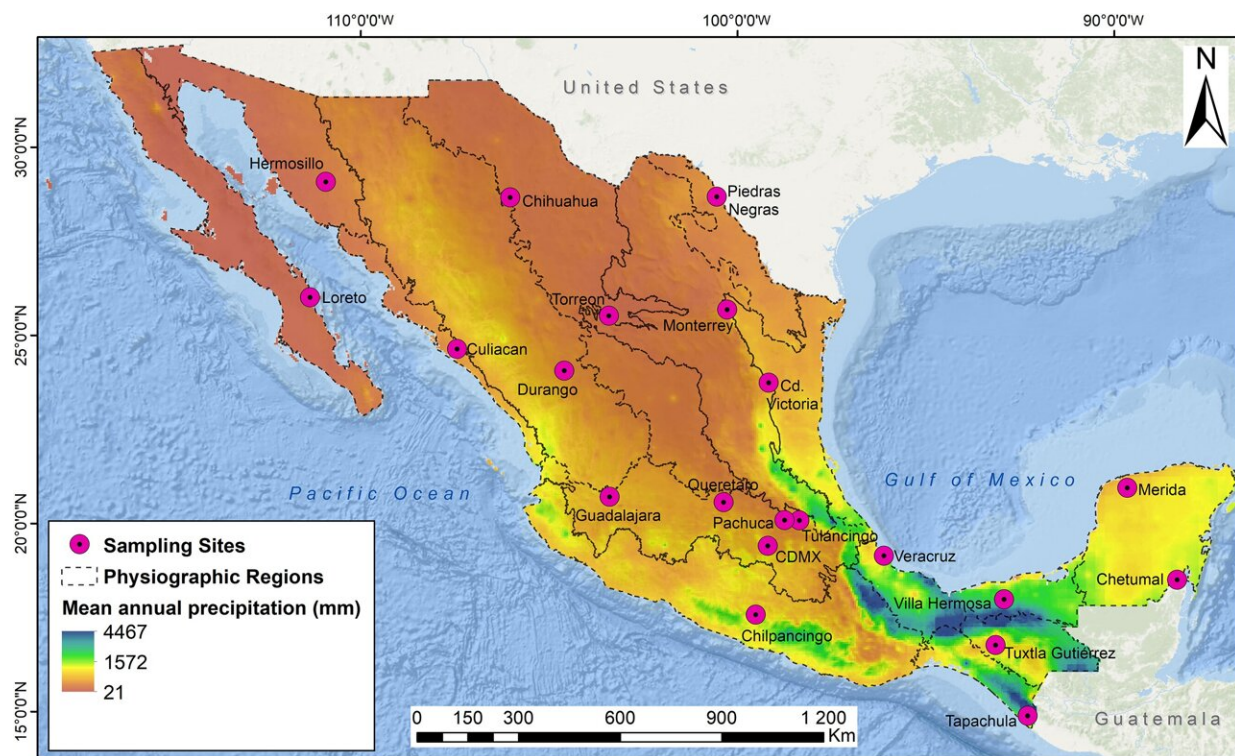 110°0'0"W 100°0'0"W 90°0'0"W
N
United States
30°0'0"N
Hermosillo
Chihuahua
Piedras
Negras
Loreto
Torreon
Monterrey
25°0'0"N
Culiacan
Durango
Cd.
Victoria
Pacific Ocean
Gulf of Mexico
Queretaro
Merida
Guadalajara
Pachuca
Tulancingo
20°0'0"N
CDMX
Veracruz
Chetumal
Villa Hermosa
Chilpancingo
Tuxtla Gutiérrez
Tapachula
Guatemala
15°0'0"N
Sampling Sites
Physiographic Regions
Mean annual precipitation (mm)
4467
1572
21
0 150 300 600 900 1 200
Km